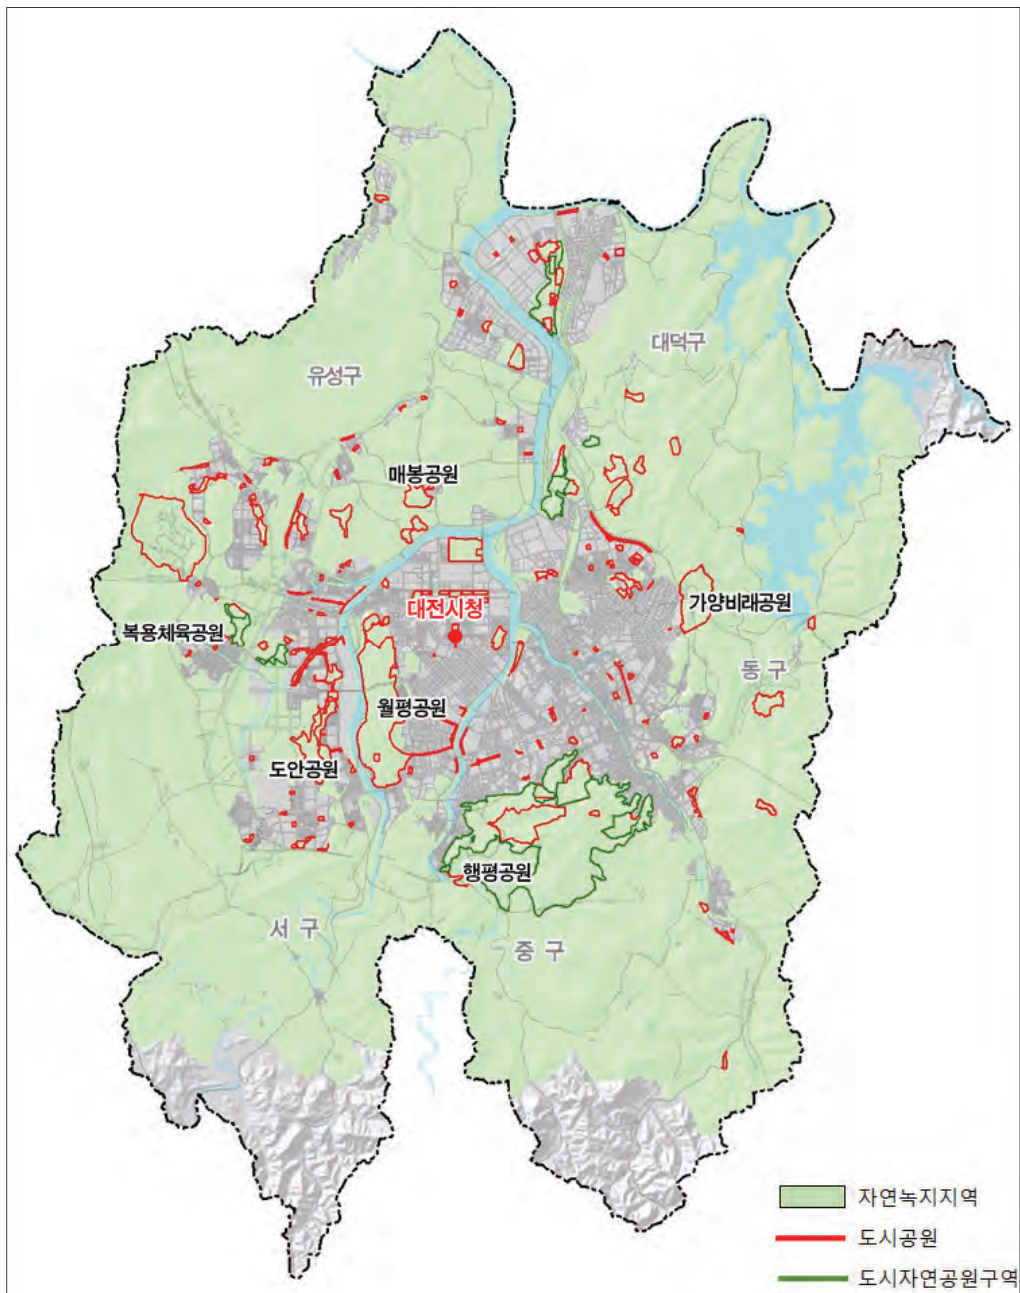 대덕구
유성구
매봉공원
가양비래공원
대전시청
복용체육공원
동 구
월평공원
도안공원
행평공원
서 구
중 구
자연녹지지역
도시공원
도시자연공원구역